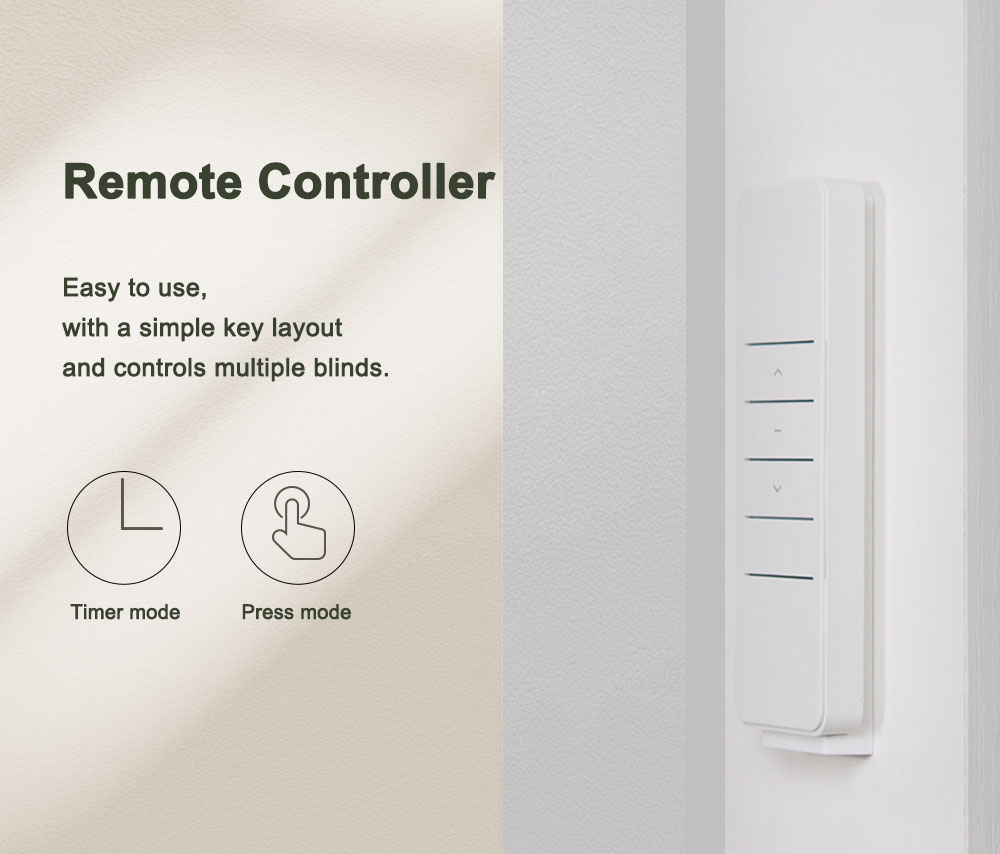 Remote Controller
Easy to use,
with a simple key layout
and controls multiple blinds.
Timer mode
Press mode